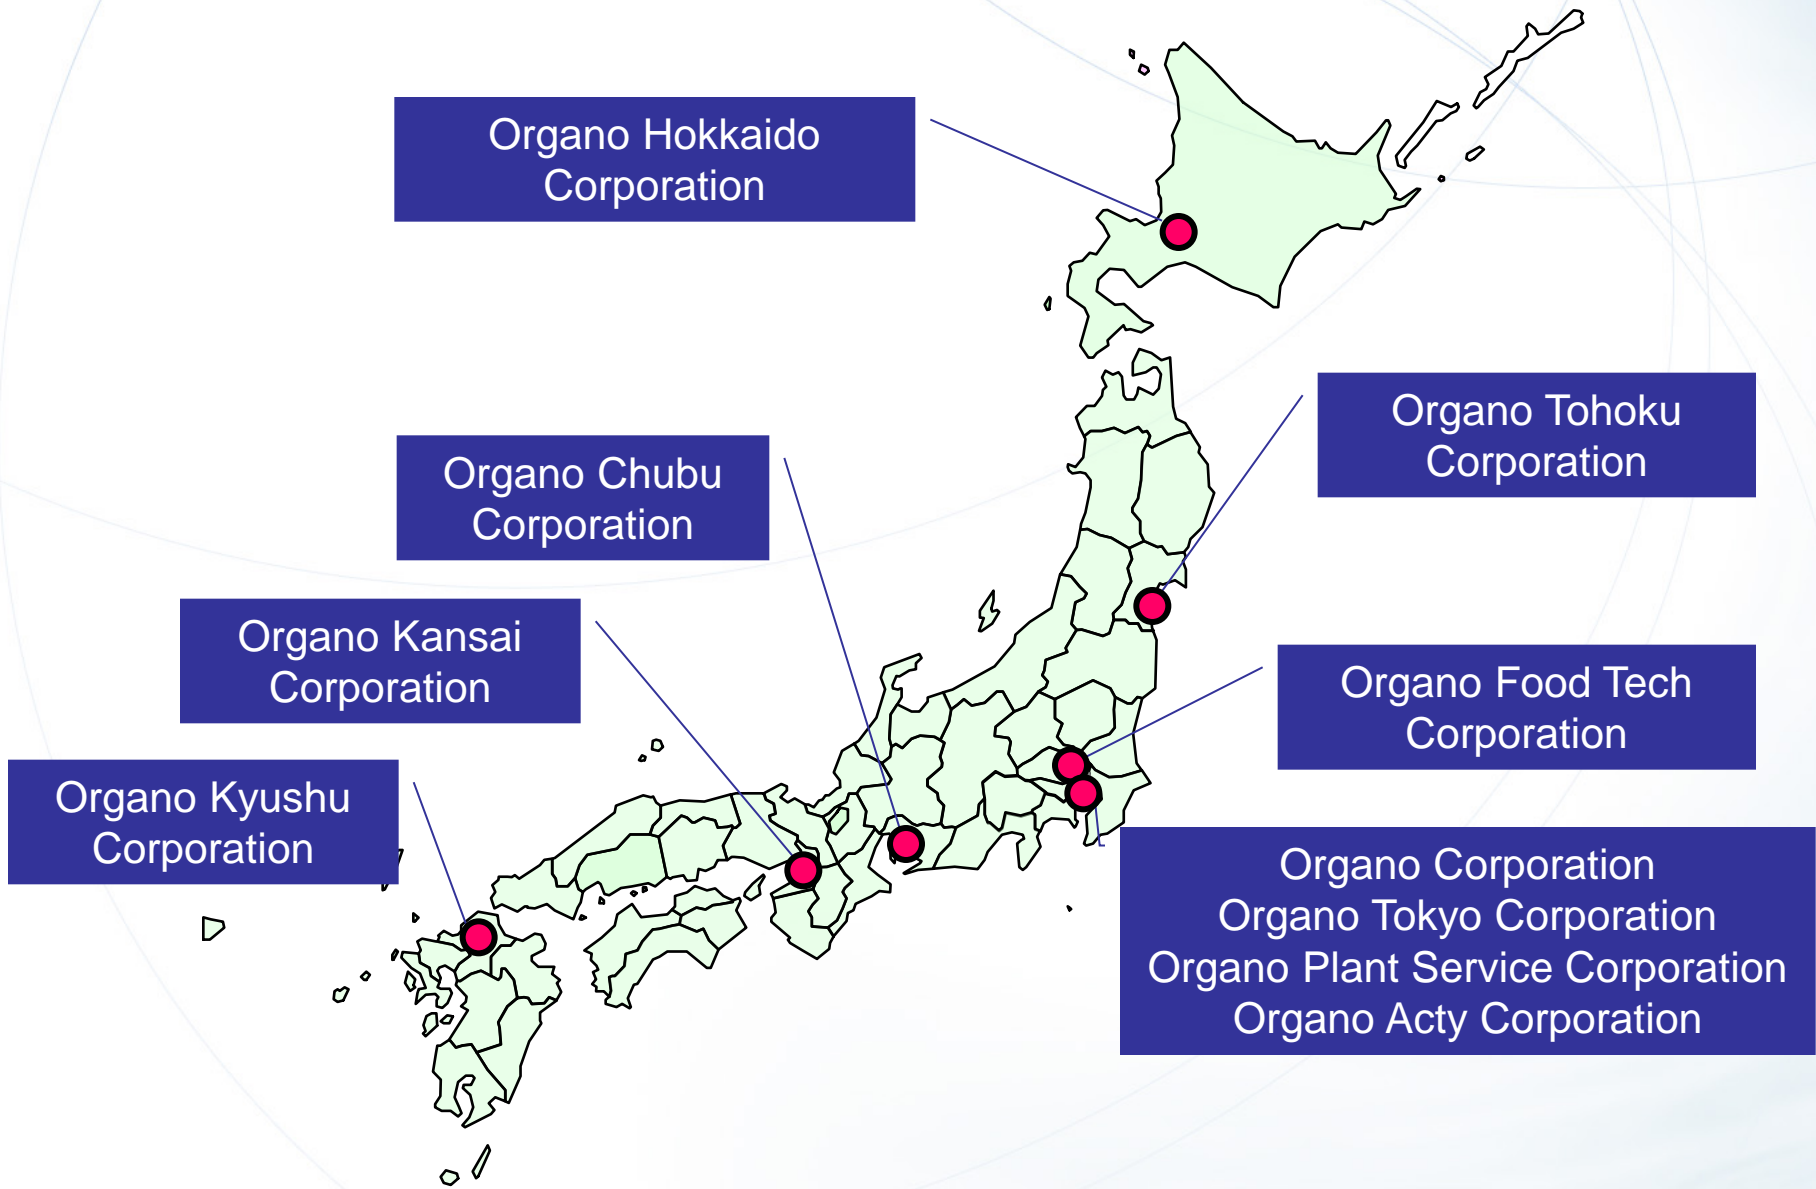 Organo Hokkaido
Corporation
Organo Tohoku
Corporation
Organo Chubu
Corporation
Organo Kansai
Corporation
Organo Food Tech
Corporation
Organo Kyushu
Corporation
Organo Corporation
Organo Tokyo Corporation
Organo Plant Service Corporation
Organo Acty Corporation